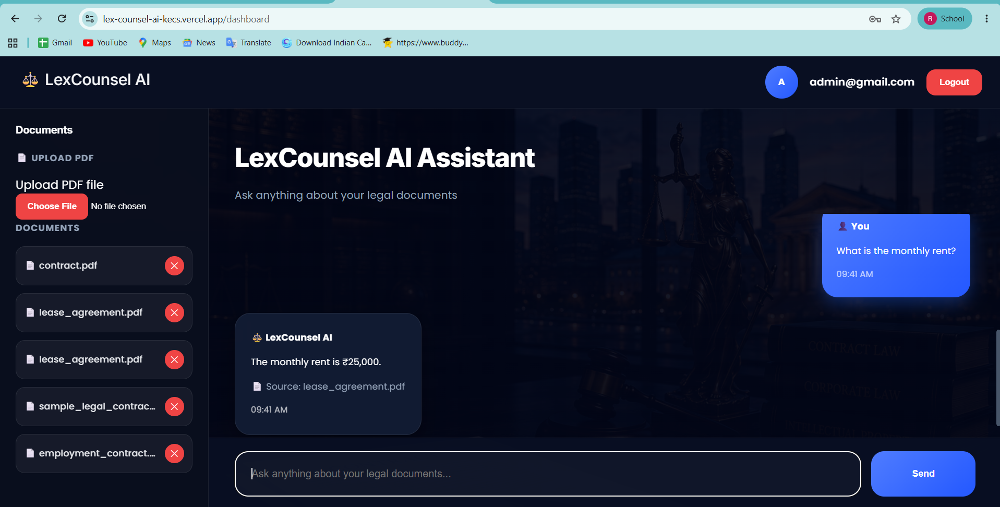 lex-counsel-ai-kecs.vercel.app/dashboard
R School
Gmail YouTube Maps News Translate Download Indian Ca... https://www.buddy...
LexCounsel AI
A admin@gmail.com Logout
Documents
UPLOAD PDF
Upload PDF file
Choose File No file chosen
DOCUMENTS
contract.pdf
lease_agreement.pdf
lease_agreement.pdf
sample_legal_contrac...
employment_contract....
LexCounsel AI Assistant
Ask anything about your legal documents
You
What is the monthly rent?
09:41 AM
LexCounsel AI
The monthly rent is ₹25,000.
Source: lease_agreement.pdf
09:41 AM
CONTRACT LAW
CORPORATE LAW
Ask anything about your legal documents...
Send